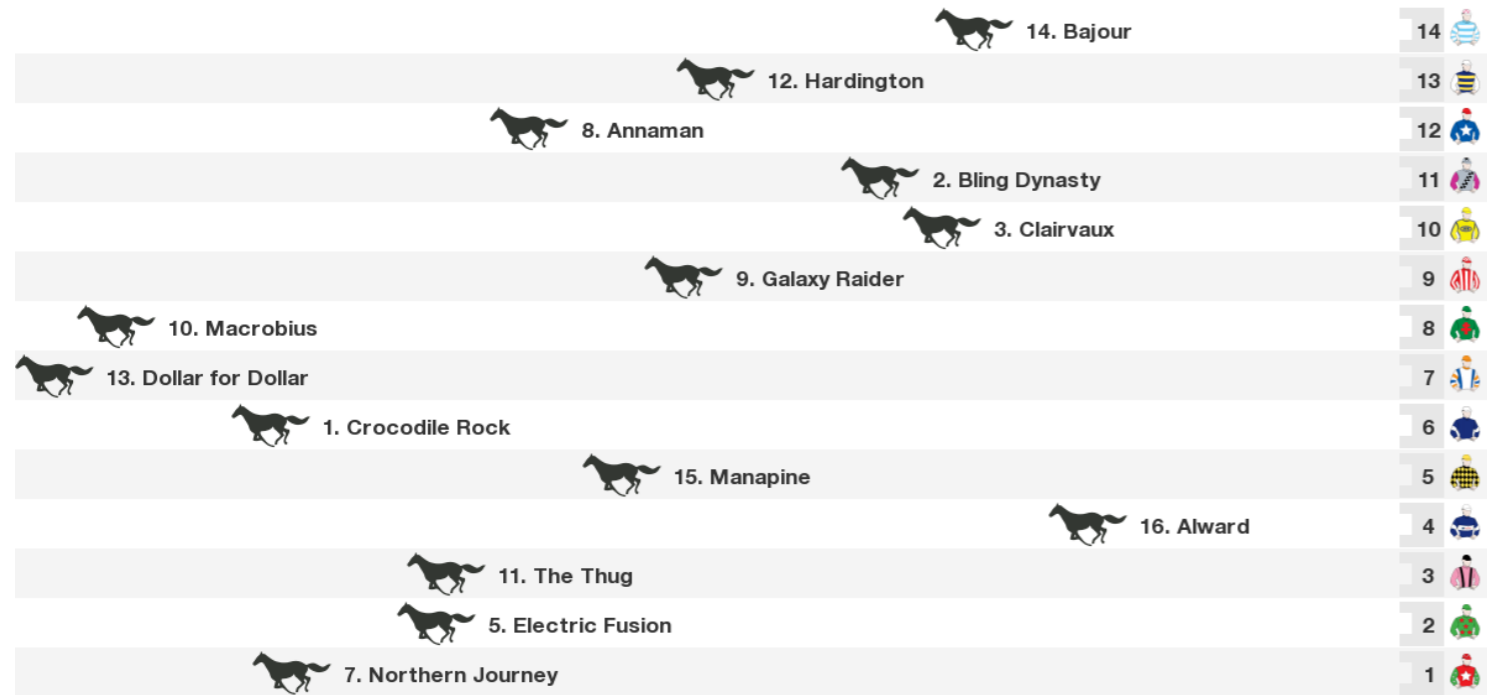 14. Bajour 14
12. Hardington 13
8. Annaman 12
2. Bling Dynasty 11
3. Clairvaux 10
9. Galaxy Raider 9
10. Macrobius 8
13. Dollar for Dollar 7
1. Crocodile Rock 6
15. Manapine 5
16. Alward 4
11. The Thug 3
5. Electric Fusion 2
7. Northern Journey 1